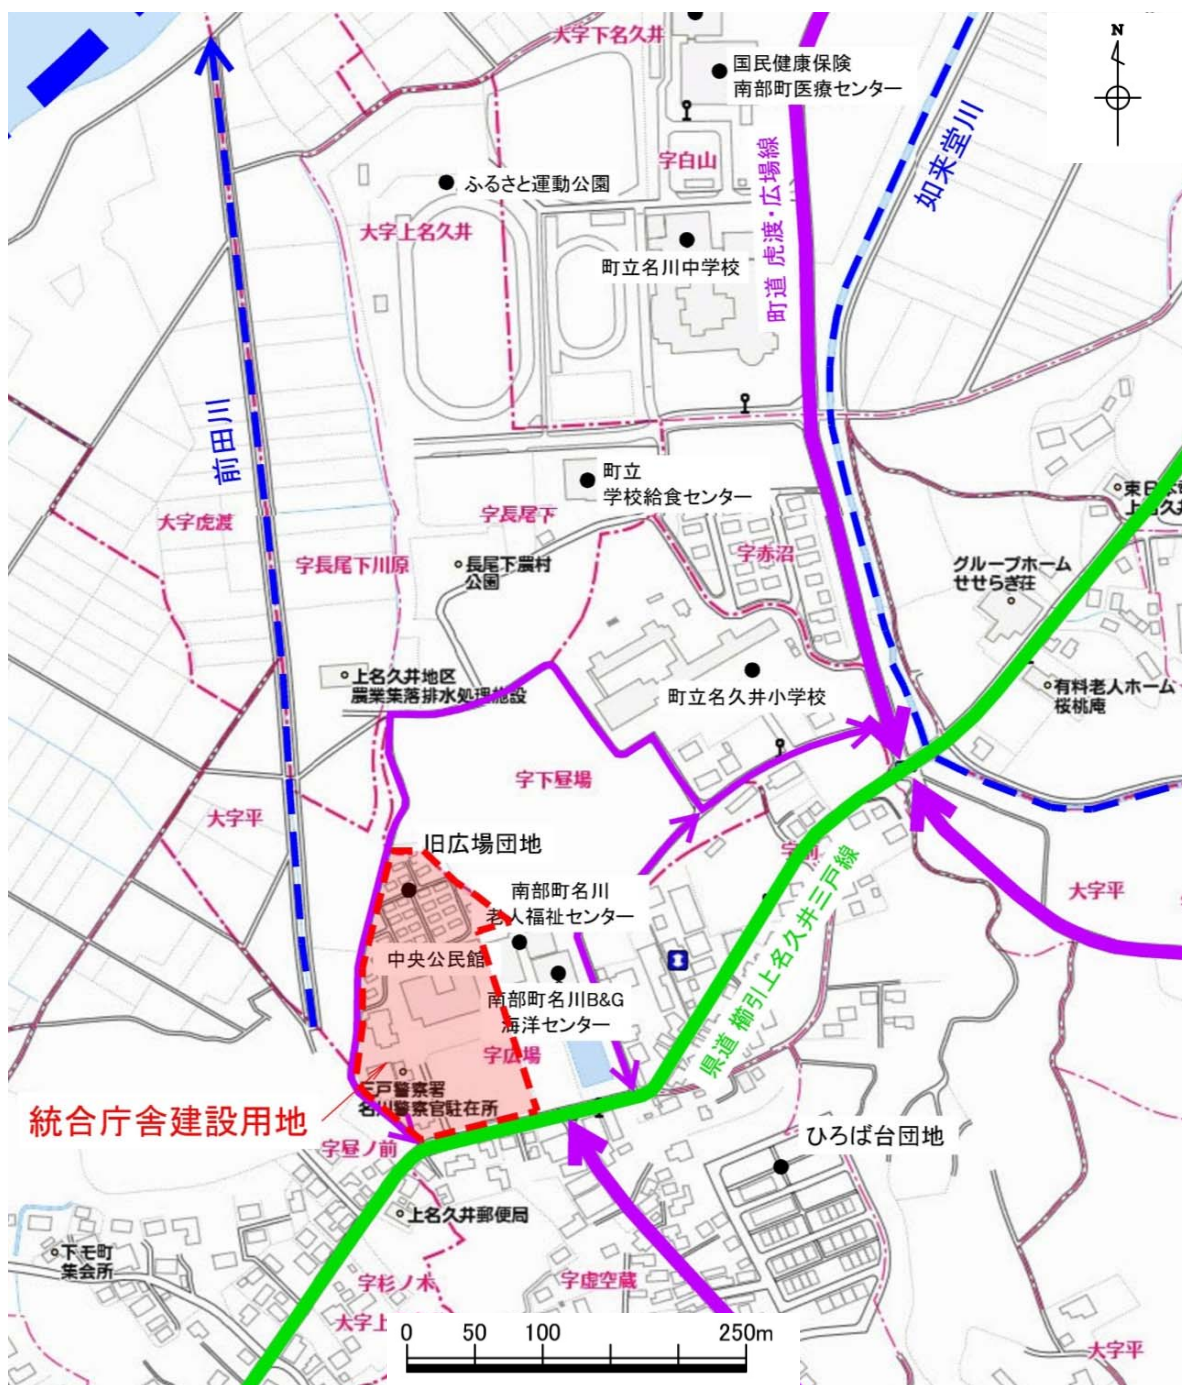 大字下名久井
国民健康保険
南部町医療センター
N
字白山
如来堂川
ふるさと運動公園
大字上名久井
町立名川中学校
町道 虎渡・広場線
前田川
町立
学校給食センター
大字虎渡
字長尾下
字赤沼
字長尾下川原
長尾下農村
公園
グループホーム
せせらぎ荘
上名久井地区
農業集落排水処理施設
町立名久井小学校
有料老人ホーム
桜桃庵
字下昼場
大字平
旧広場団地
南部町名川
老人福祉センター
大字平
中央公民館
南部町名川B&G
海洋センター
県道 櫛引上名久井三戸線
字広場
三戸警察署
名川警察官駐在所
統合庁舎建設用地
字昼ノ前
ひろば台団地
上名久井郵便局
下モ町
集会所
字杉ノ木
字虚空蔵
大字上
0 50 100 250m
大字平